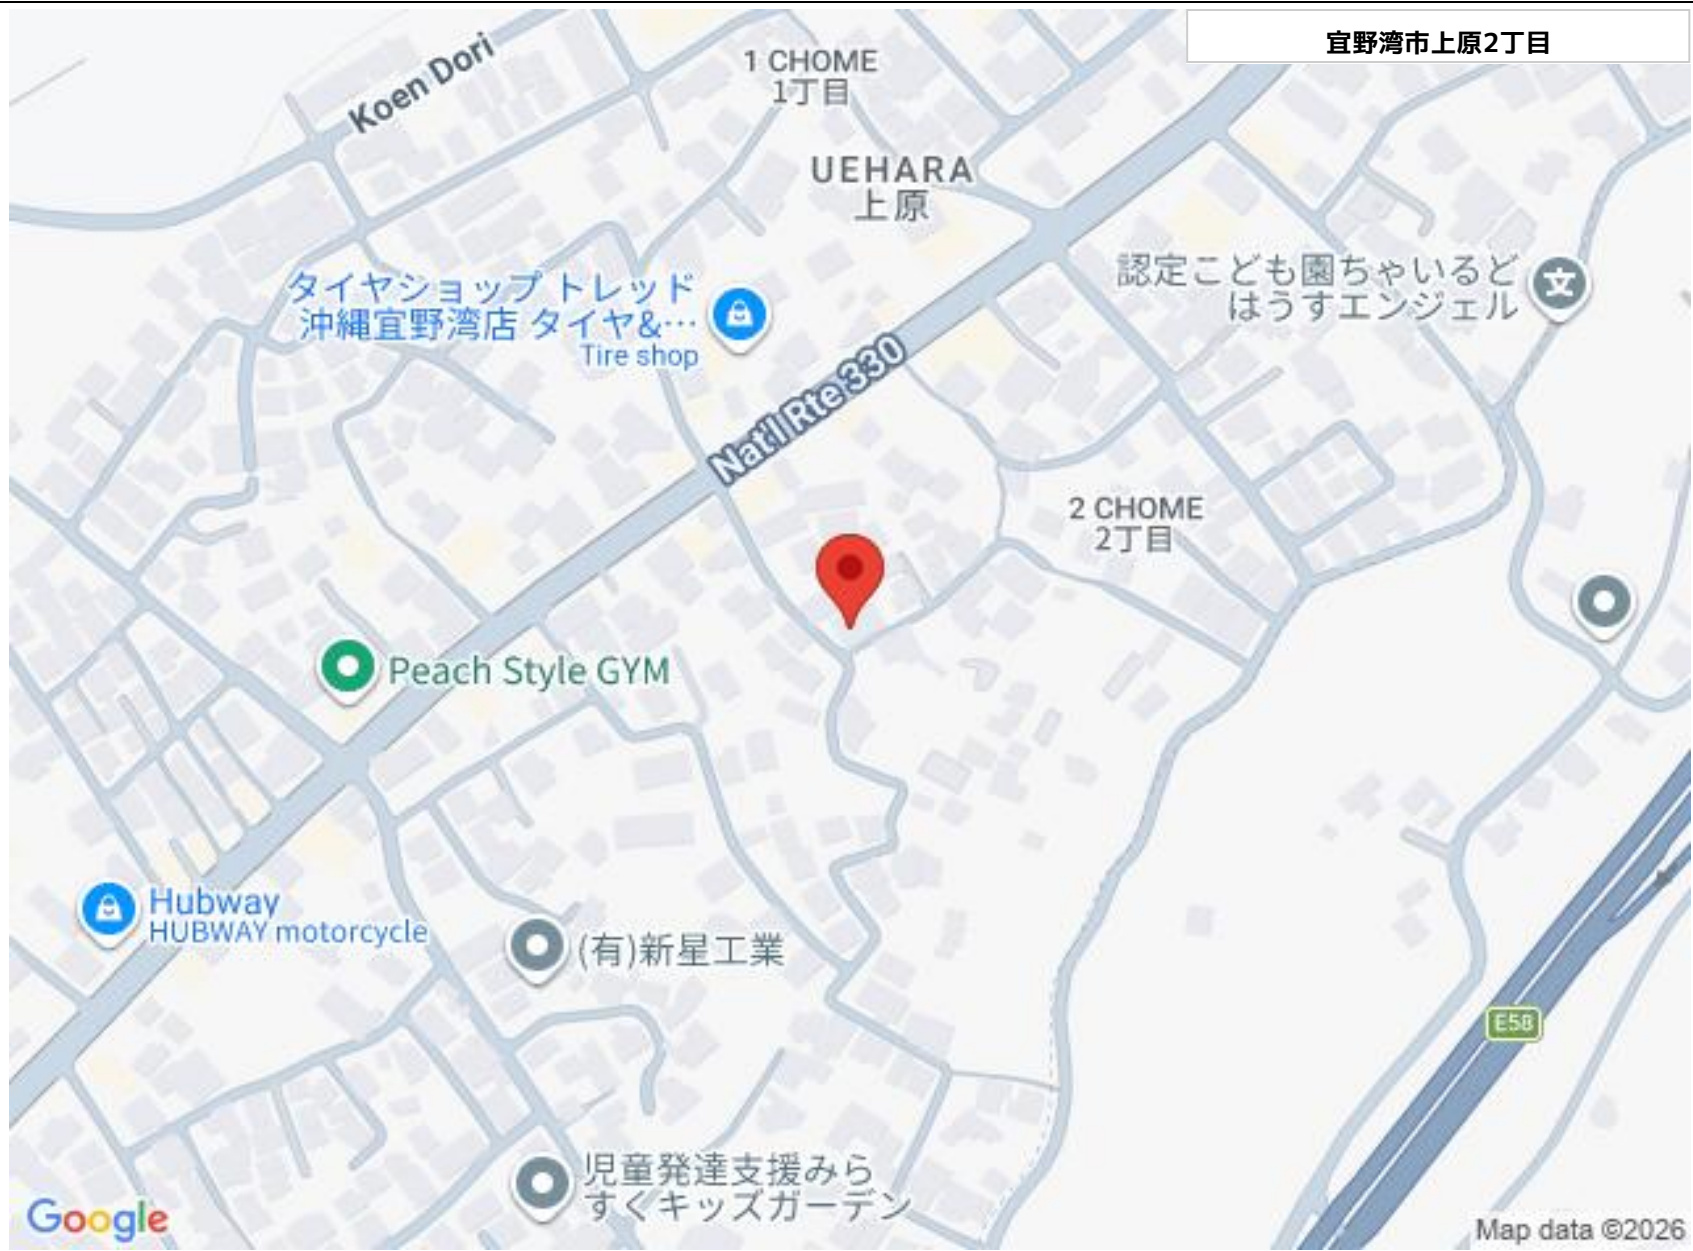 宜野湾市上原2丁目
Koen Dori
1 CHOME
1丁目
UEHARA
上原
認定こども園ちゃいるど
はうすエンジェル
タイヤショップ トレッド
沖縄宜野湾店 タイヤ&…
Tire shop
Nat'l Rte 330
2 CHOME
2丁目
Peach Style GYM
Hubway
HUBWAY motorcycle
(有)新星工業
E58
児童発達支援みら
すくキッズガーデン
Google
Map data ©2026